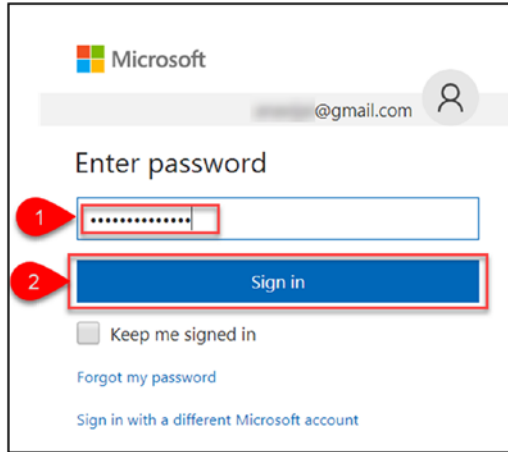 Microsoft
@gmail.com
Enter password
1
2
Sign in
Keep me signed in
Forgot my password
Sign in with a different Microsoft account